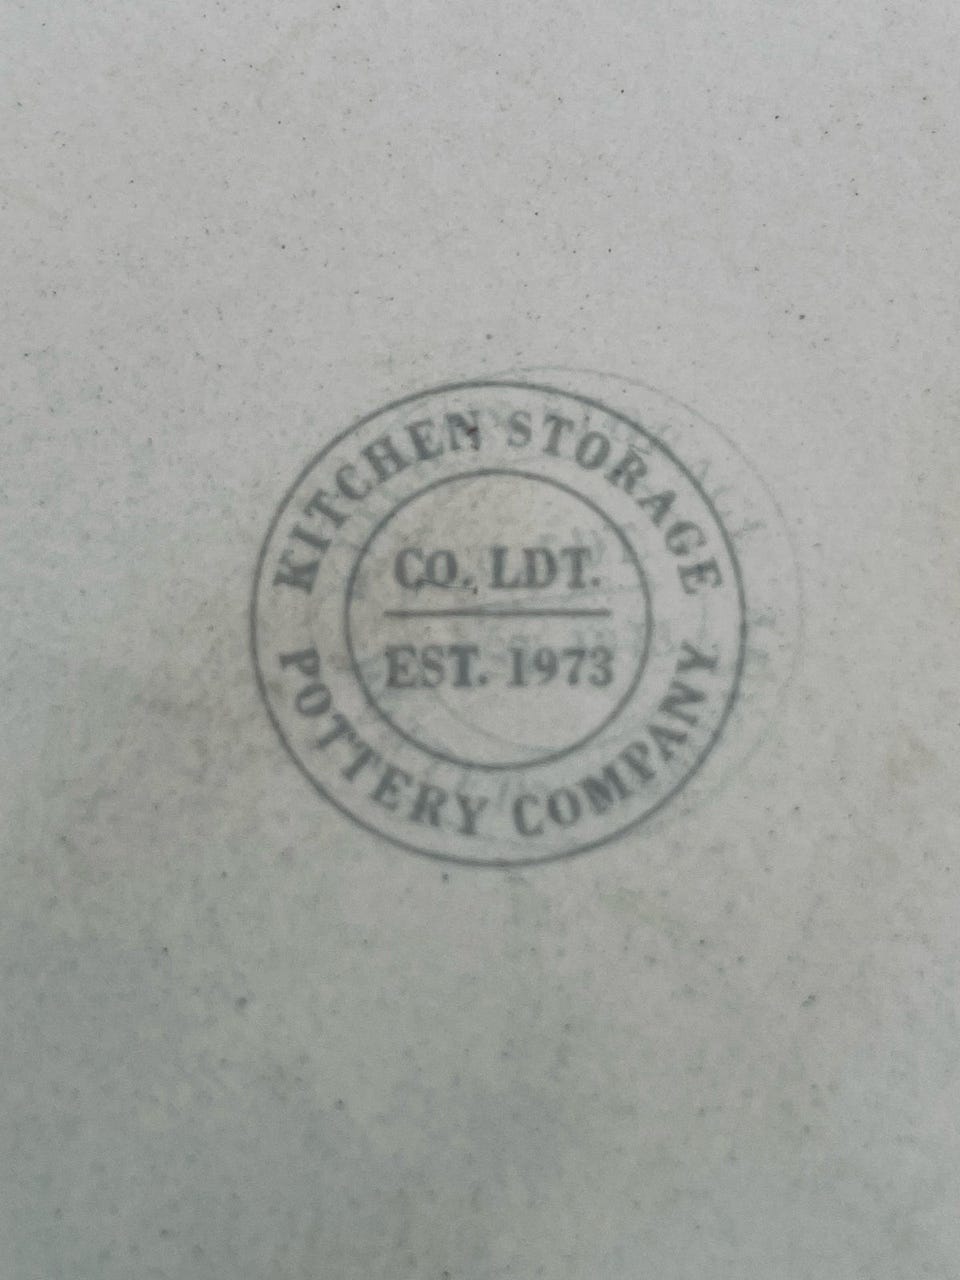 KITCHEN STORAGE
CO. LDT.
EST. 1973
POTTERY COMPANY